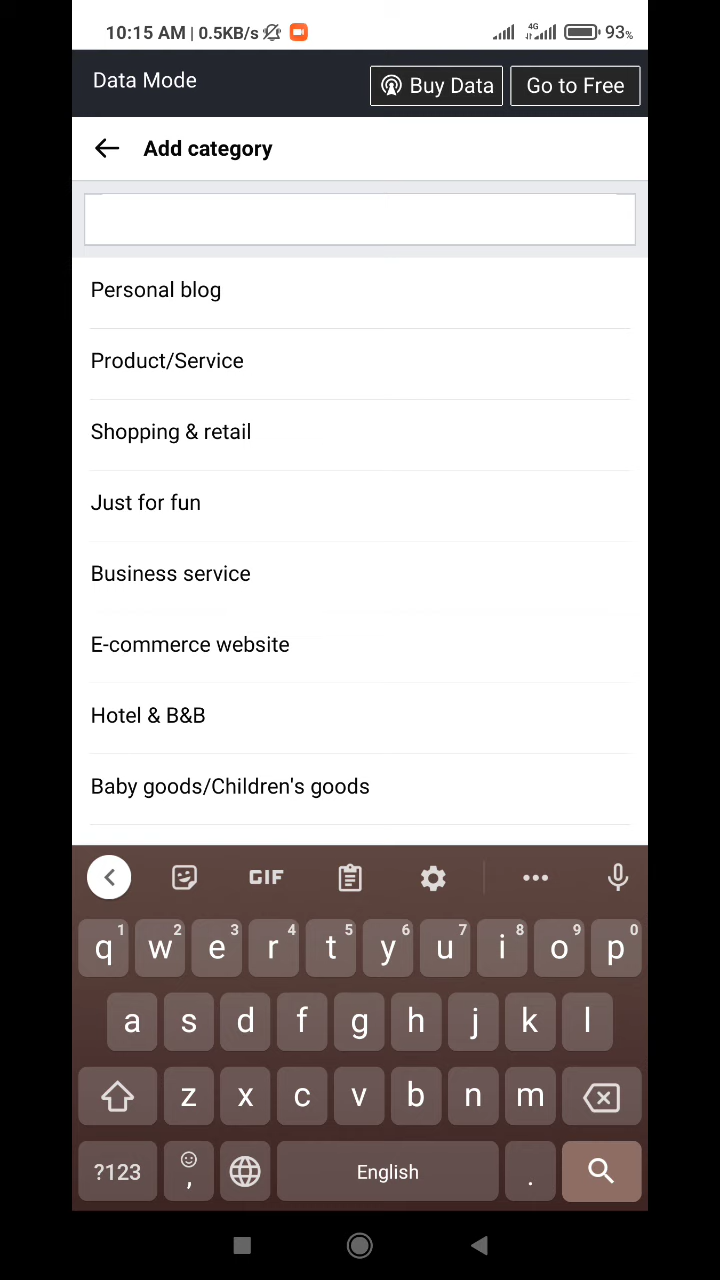 10:15 AM | 0.5KB/s 4G 93%
Data Mode Buy Data Go to Free
Add category
Personal blog
Product/Service
Shopping & retail
Just for fun
Business service
E-commerce website
Hotel & B&B
Baby goods/Children's goods
GIF
q1 w2 e3 r4 t5 y6 u7 i8 o9 p0
a s d f g h j k l
z x c v b n m
?123 , English .